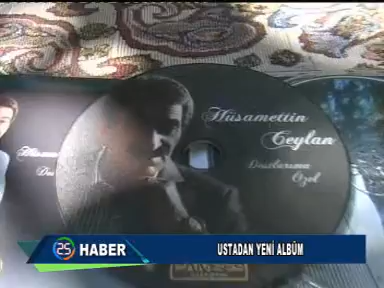 Hüsamettin
Ceylan
Dostlarıma
Özel
25
HABER
USTADAN YENİ ALBÜM